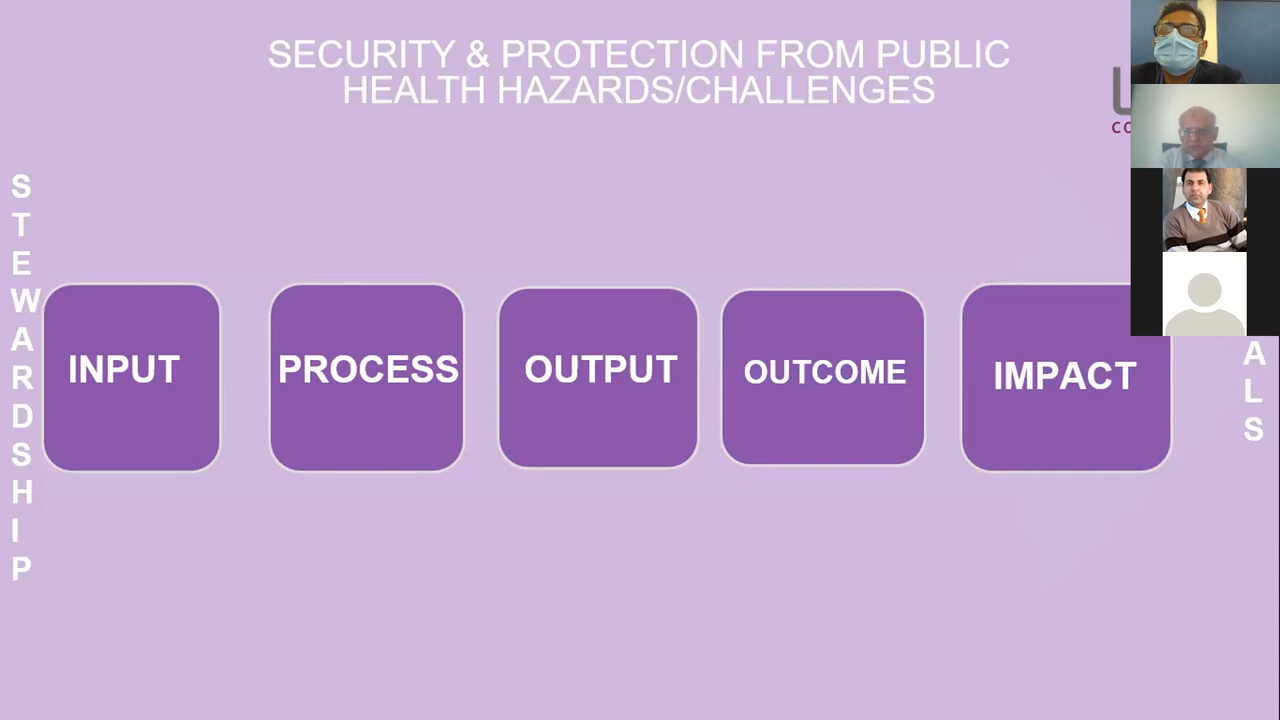 SECURITY & PROTECTION FROM PUBLIC
HEALTH HAZARDS/CHALLENGES
STEWARDSHIP
INPUT
PROCESS
OUTPUT
OUTCOME
IMPACT
ALS